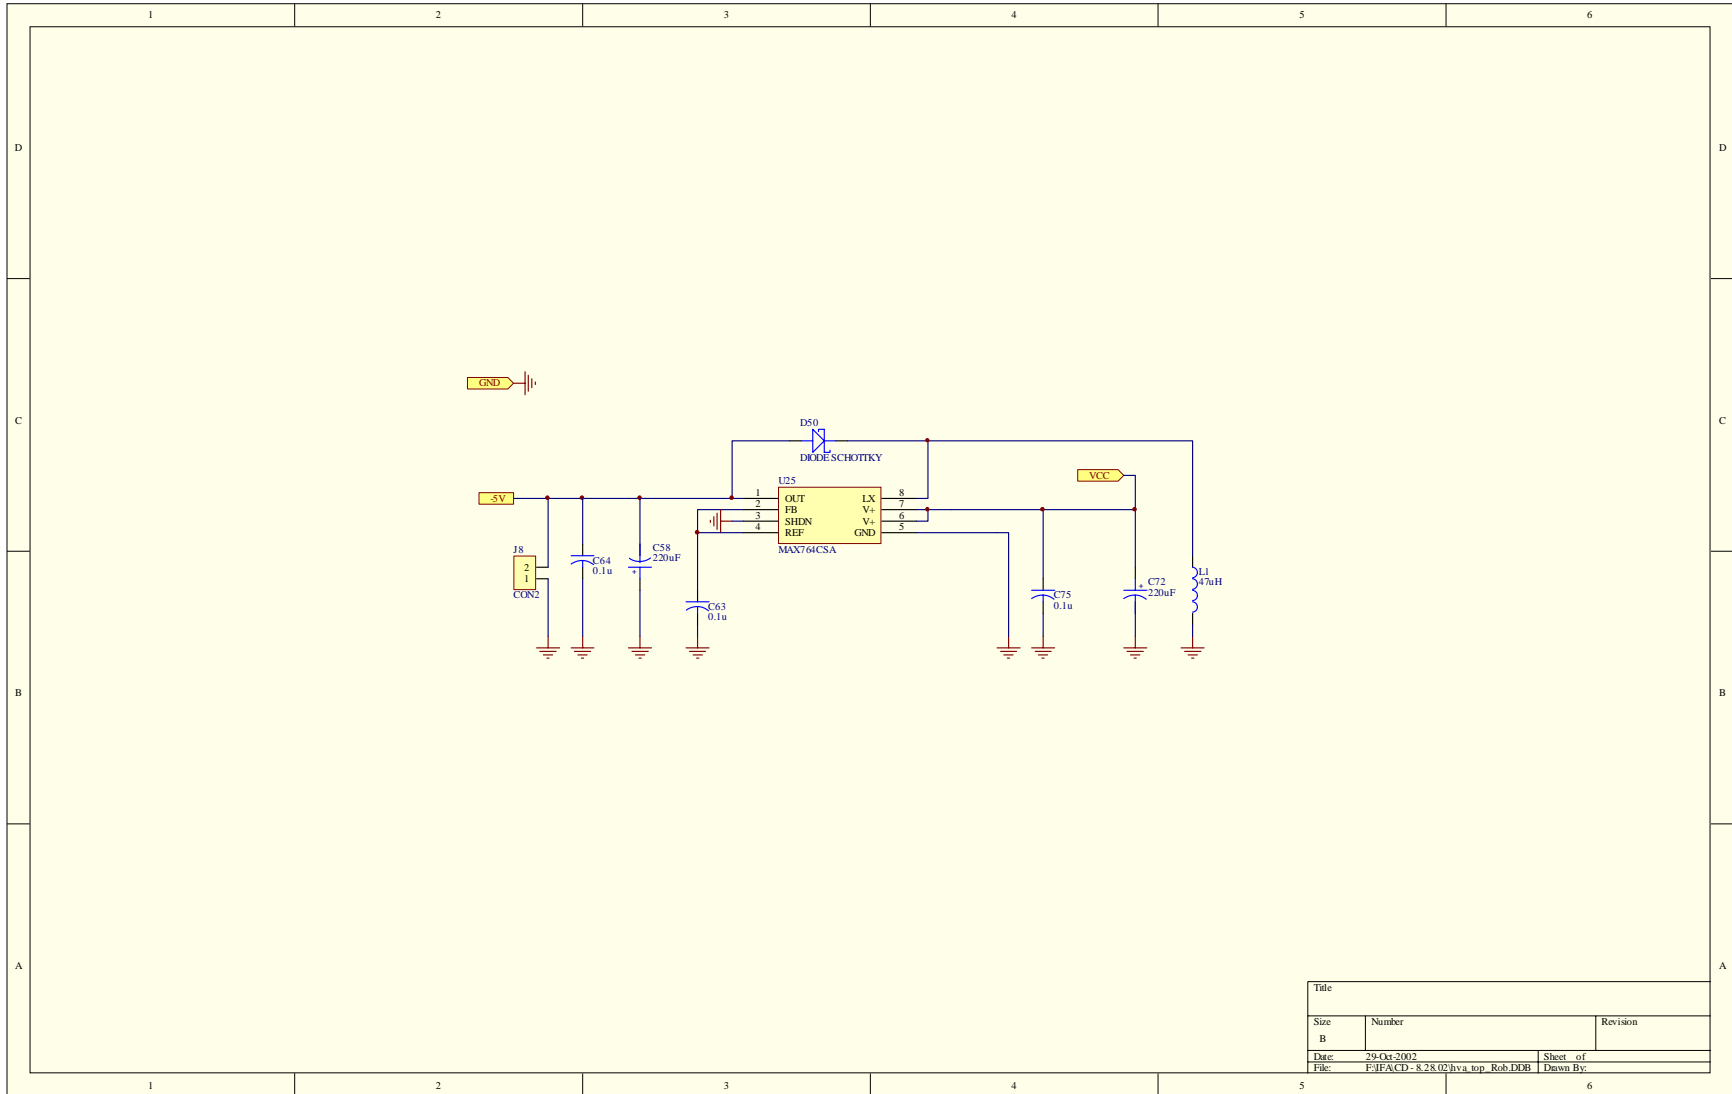 1 2 3 4 5 6
D D
GND
C C
D50
DIODE SCHOTTKY
VCC
U25
-5V
1 OUT LX 8
2 FB V+ 7
3 SHDN V+ 6
4 REF GND 5
MAX764CSA
J8
2
1
CON2
C64
0.1u
C58
220uF
+
C63
0.1u
C75
0.1u
+
C72
220uF
L1
47uH
B B
A A
Title
Size Number Revision
B
Date: 29-Oct-2002 Sheet of
File: F:\IFA\CD - 8.28.02\hva_top_Rob.DDB Drawn By:
1 2 3 4 5 6